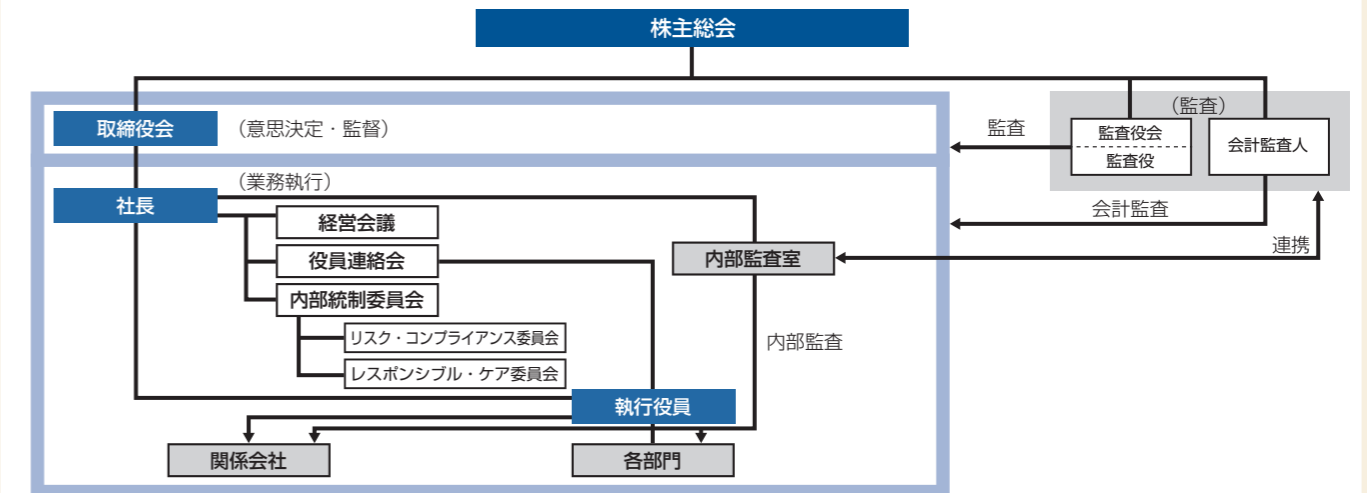 株主総会
(監査)
取締役会
(意思決定・監督)
監査
監査役会
監査役
会計監査人
(業務執行)
社長
経営会議
会計監査
役員連絡会
内部監査室
連携
内部統制委員会
リスク・コンプライアンス委員会
内部監査
レスポンシブル・ケア委員会
執行役員
関係会社
各部門